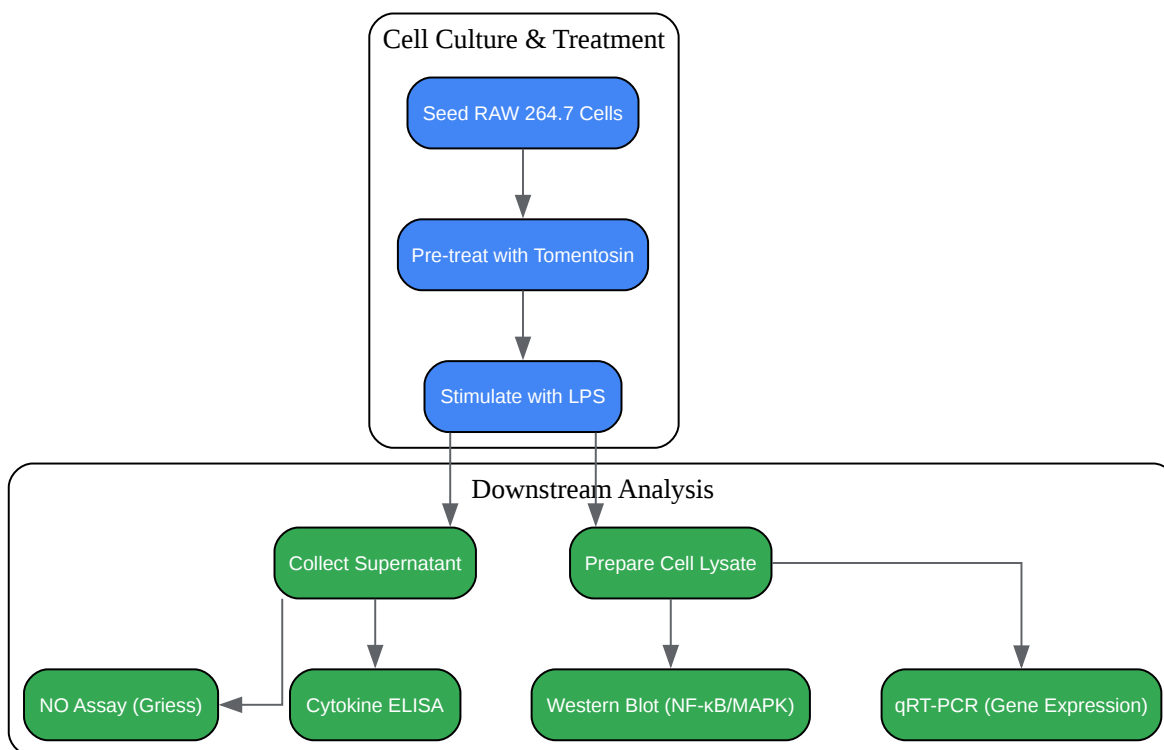 Cell Culture & Treatment
Seed RAW 264.7 Cells
Pre-treat with Tomentosin
Stimulate with LPS
Downstream Analysis
Collect Supernatant
Prepare Cell Lysate
NO Assay (Griess)
Cytokine ELISA
Western Blot (NF-κB/MAPK)
qRT-PCR (Gene Expression)